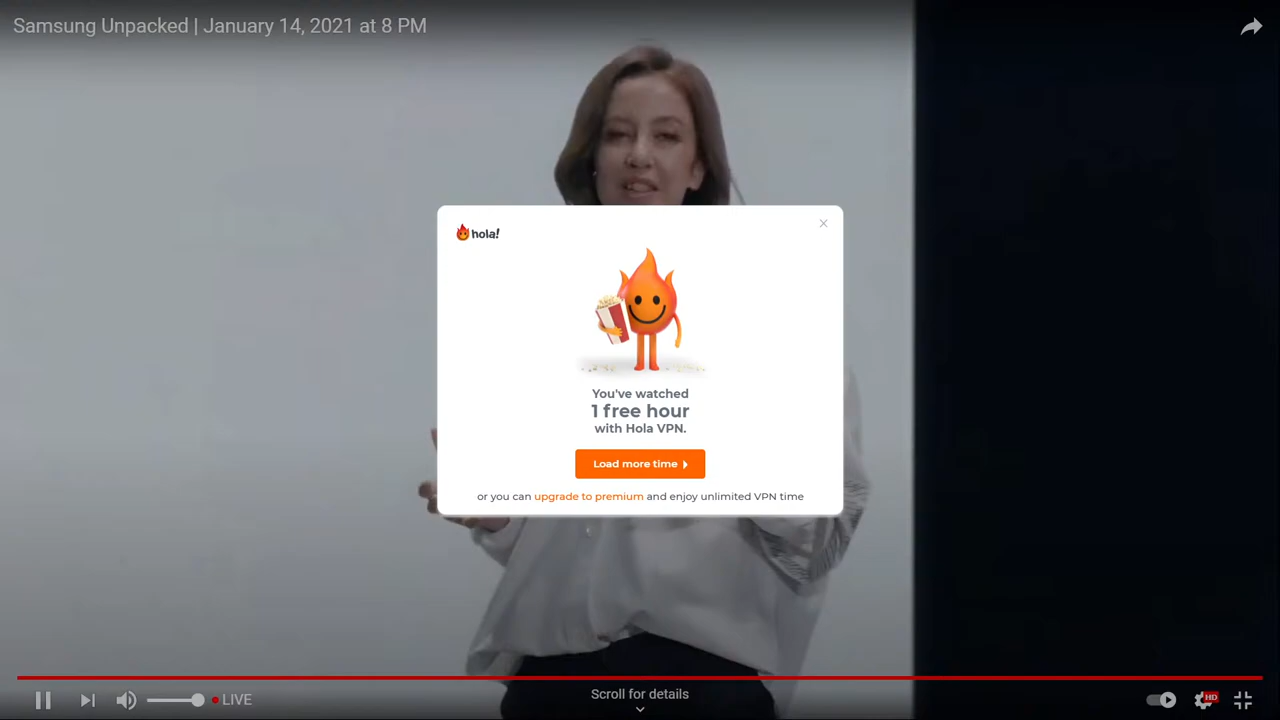 Samsung Unpacked | January 14, 2021 at 8 PM
hola!
You've watched
1 free hour
with Hola VPN.
Load more time
or you can upgrade to premium and enjoy unlimited VPN time
LIVE
Scroll for details
HD